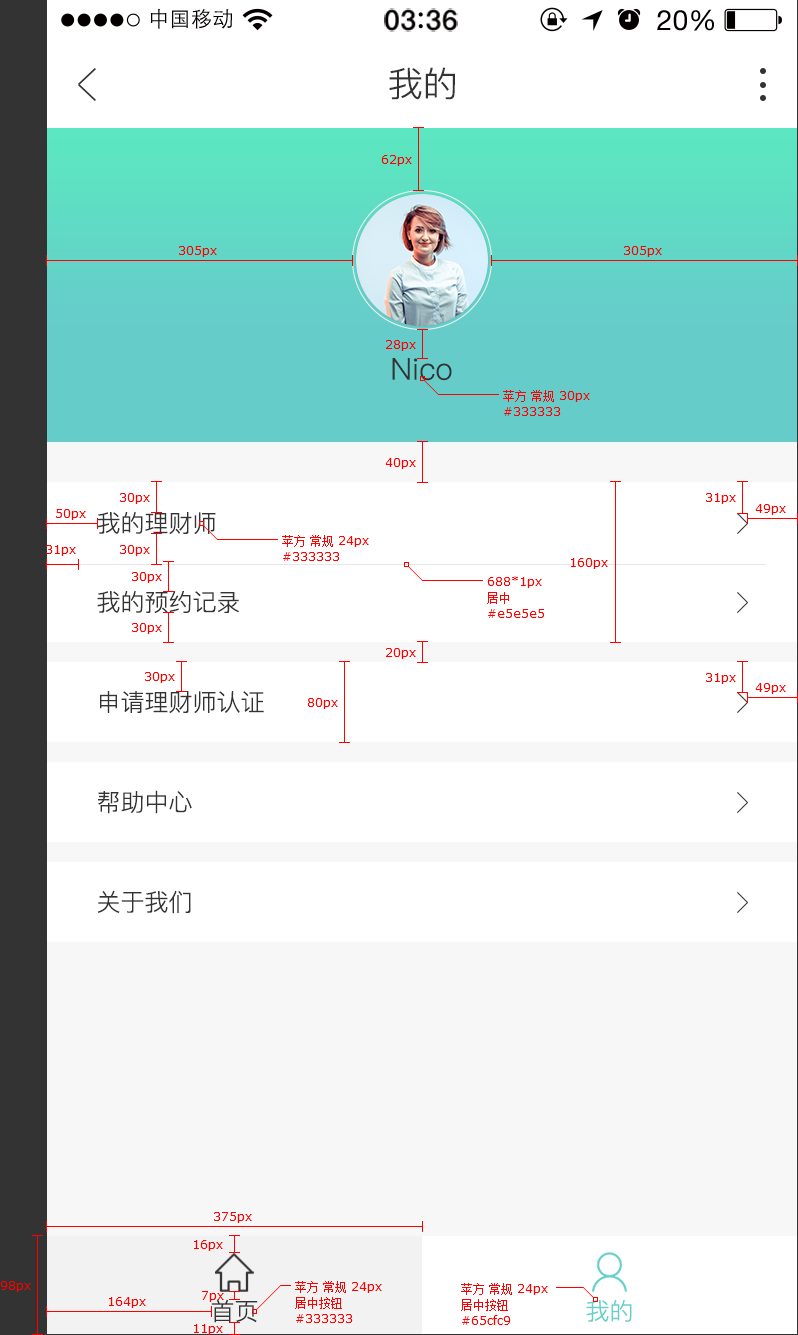 中国移动 03:36 20%
我的
62px
305px 305px
28px
Nico
苹方 常规 30px
#333333
40px
30px 31px
50px 49px
我的理财师
苹方 常规 24px
#333333
31px 30px
160px
30px
688*1px
居中
#e5e5e5
我的预约记录
30px
20px
30px 31px
80px 49px
申请理财师认证
帮助中心
关于我们
375px
16px
98px
苹方 常规 24px
居中按钮
#333333
7px
164px
首页
11px
苹方 常规 24px
居中按钮
#65cfc9
我的